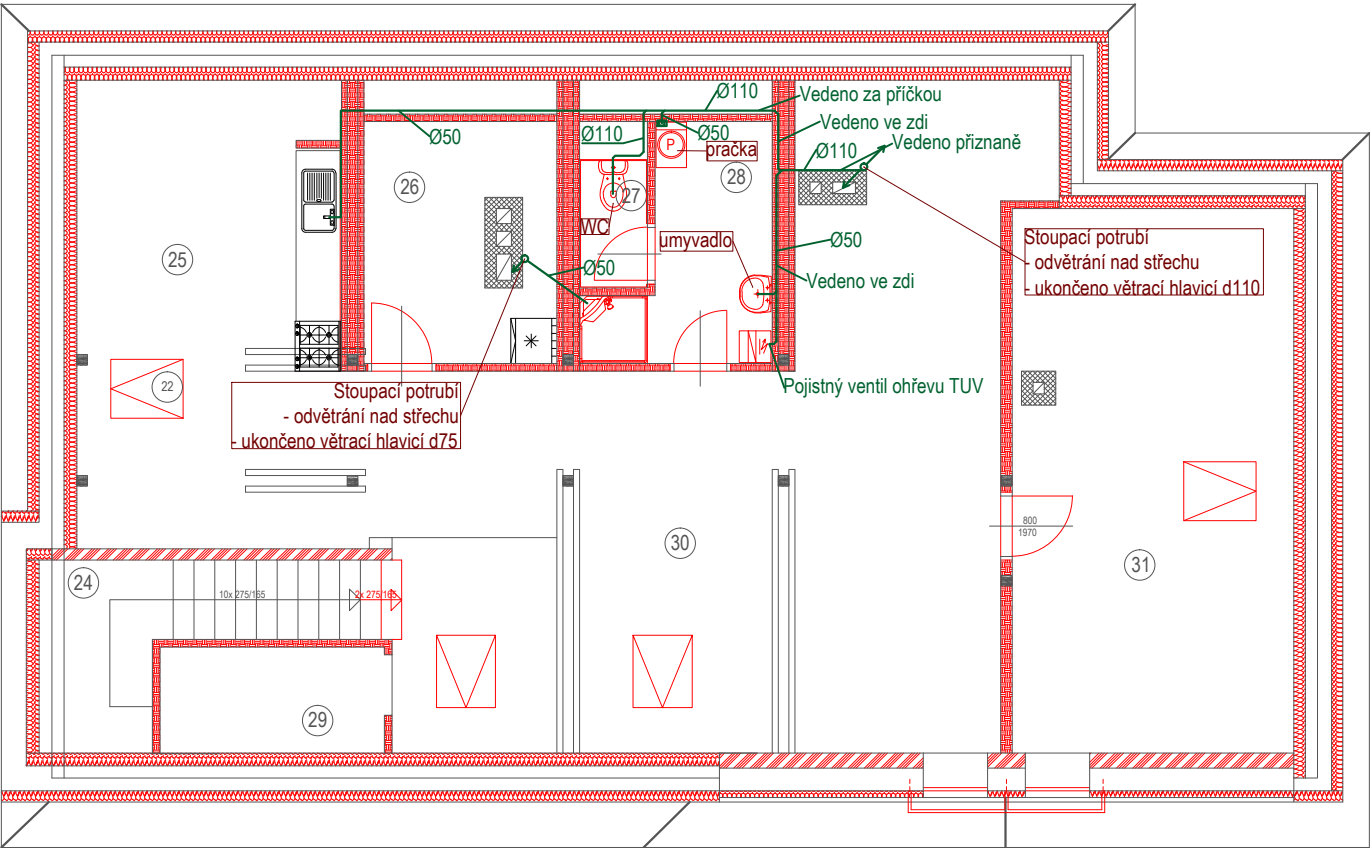 Ø110
Vedeno za příčkou
Ø50
Ø110
Ø50
Vedeno ve zdi
pračka
P
Ø110
Vedeno přiznaně
26
27
28
WC
umyvadlo
Ø50
Stoupací potrubí
- odvětrání nad střechu
- ukončeno větrací hlavicí d110
25
Ø50
Vedeno ve zdi
22
Stoupací potrubí
- odvětrání nad střechu
- ukončeno větrací hlavicí d75
Pojistný ventil ohřevu TUV
800
1970
30
31
24
10x 275/165
2x 275/165
29